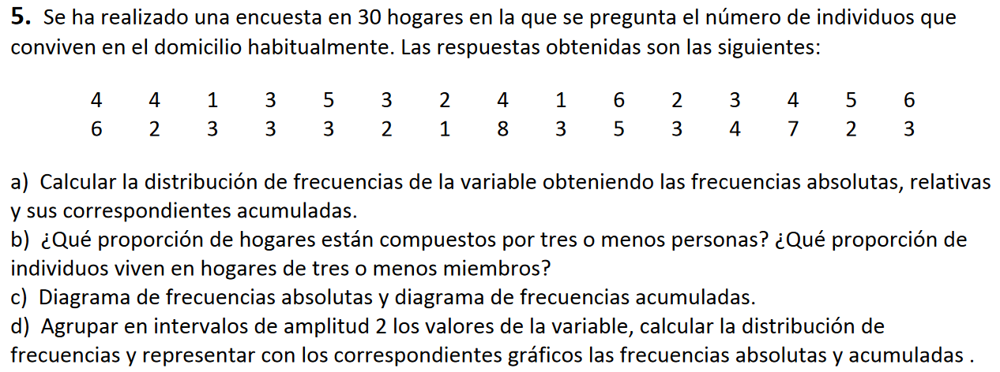 5. Se ha realizado una encuesta en 30 hogares en la que se pregunta el número de individuos que
conviven en el domicilio habitualmente. Las respuestas obtenidas son las siguientes:
4 4 1 3 5 3 2 4 1 6 2 3 4 5 6
6 2 3 3 3 2 1 8 3 5 3 4 7 2 3
a) Calcular la distribución de frecuencias de la variable obteniendo las frecuencias absolutas, relativas
y sus correspondientes acumuladas.
b) ¿Qué proporción de hogares están compuestos por tres o menos personas? ¿Qué proporción de
individuos viven en hogares de tres o menos miembros?
c) Diagrama de frecuencias absolutas y diagrama de frecuencias acumuladas.
d) Agrupar en intervalos de amplitud 2 los valores de la variable, calcular la distribución de
frecuencias y representar con los correspondientes gráficos las frecuencias absolutas y acumuladas .